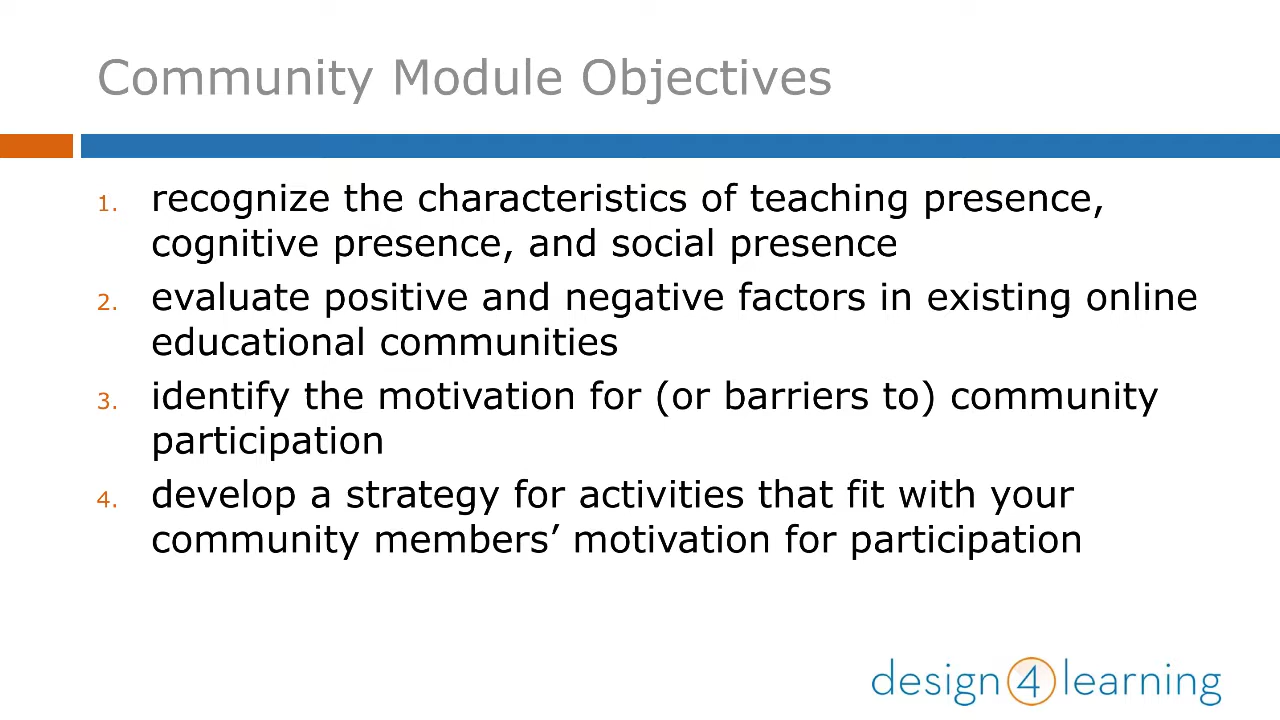 Community Module Objectives
1. recognize the characteristics of teaching presence,
cognitive presence, and social presence
2. evaluate positive and negative factors in existing online
educational communities
3. identify the motivation for (or barriers to) community
participation
4. develop a strategy for activities that fit with your
community members’ motivation for participation
design 4 learning